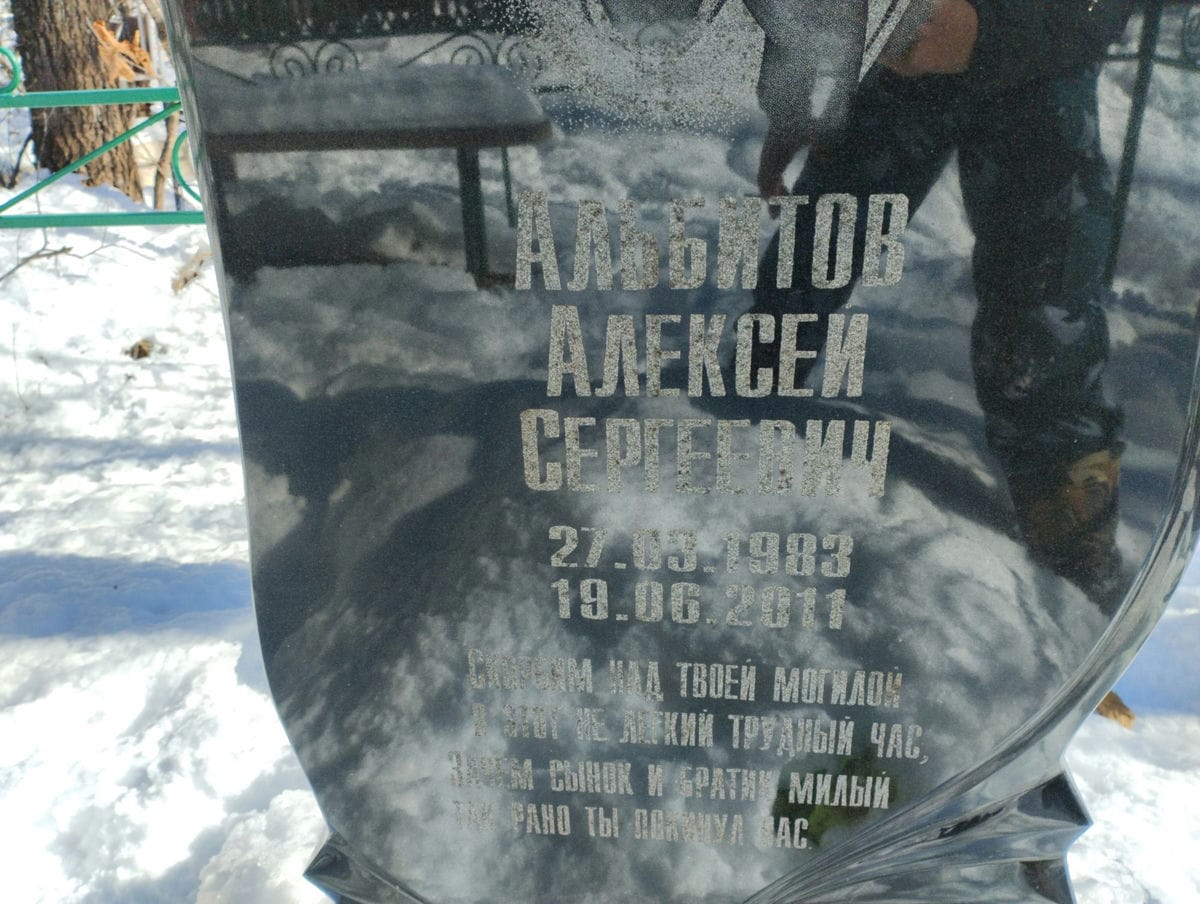 Альбитов
Алексей
Сергеевич
27.03.1983
19.06.2011
Скорбим над твоей могилой
В этот не легкий трудный час,
Зачем сынок и братик милый
Так рано ты покинул нас.